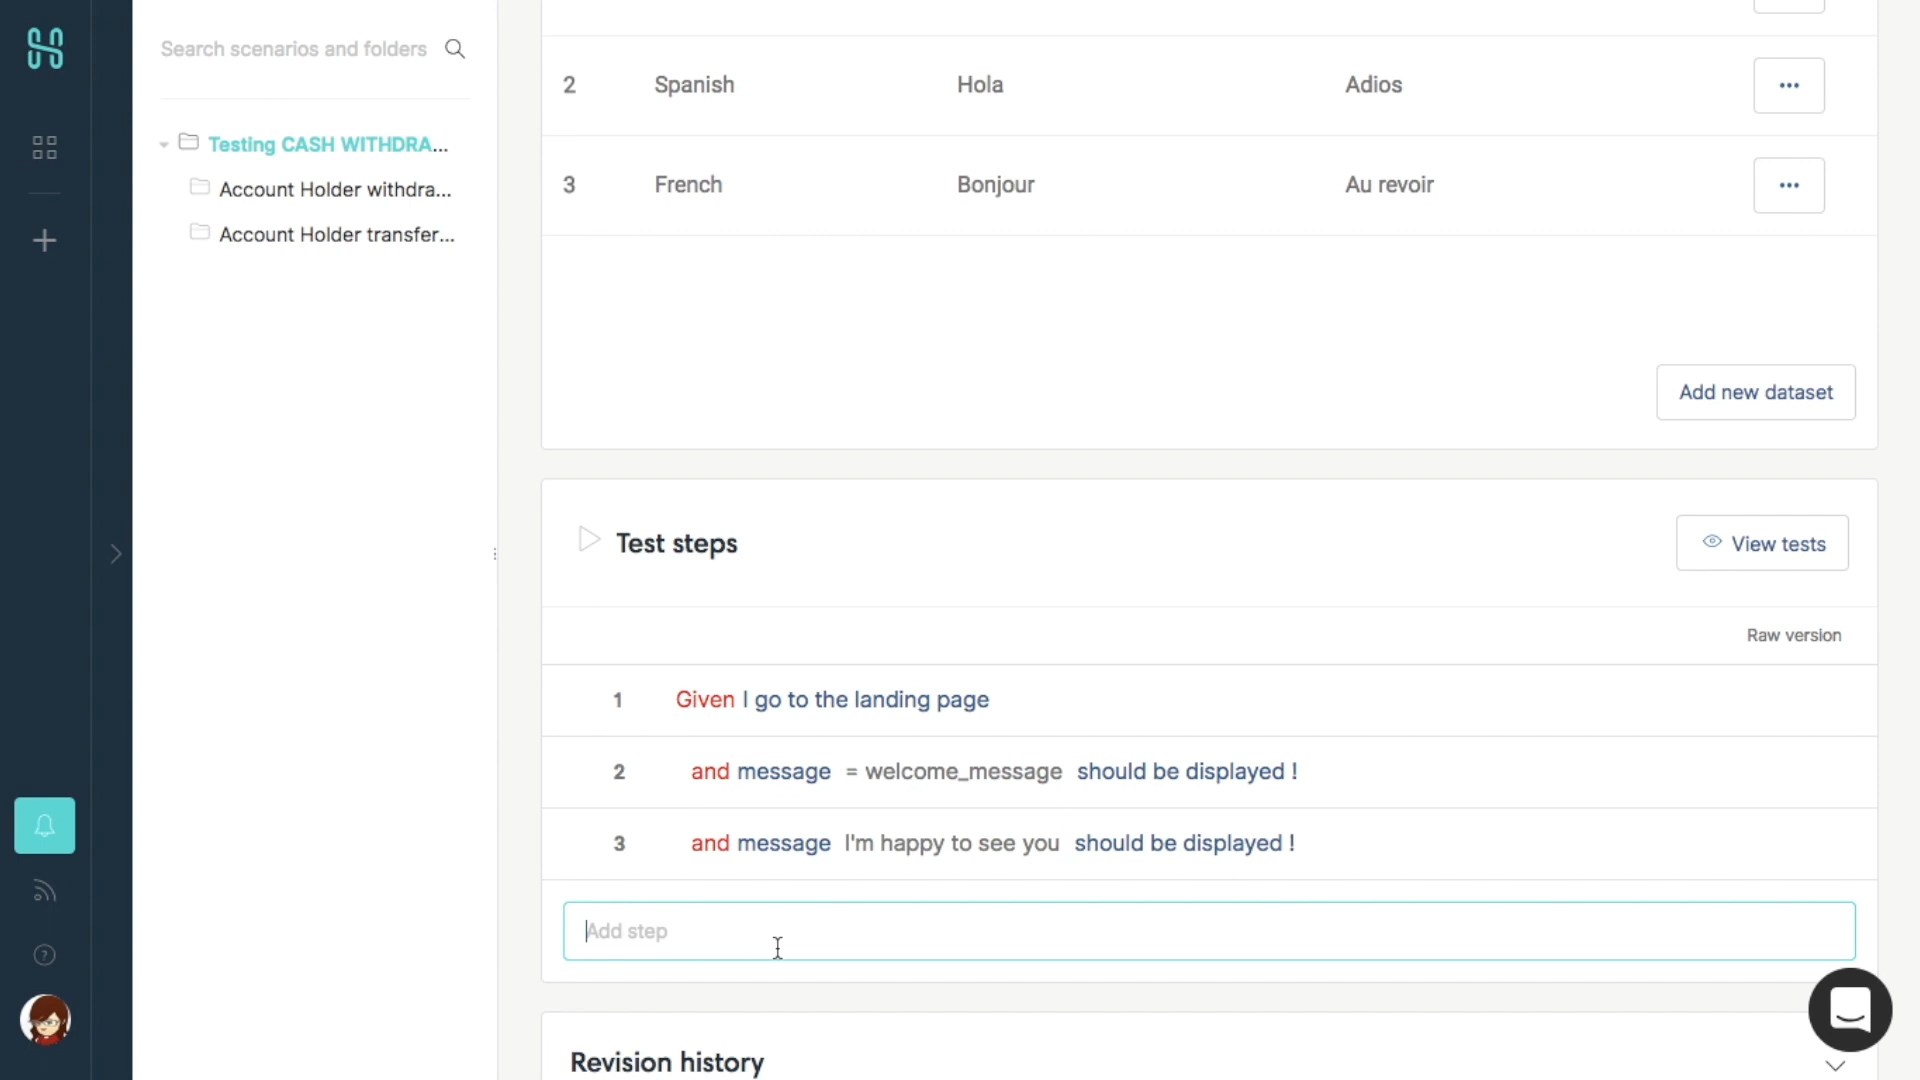 Search scenarios and folders
Testing CASH WITHDRA...
Account Holder withdra...
Account Holder transfer...
2 Spanish Hola Adios
3 French Bonjour Au revoir
Add new dataset
Test steps
View tests
Raw version
1 Given I go to the landing page
2 and message = welcome_message should be displayed !
3 and message I'm happy to see you should be displayed !
Add step
Revision history